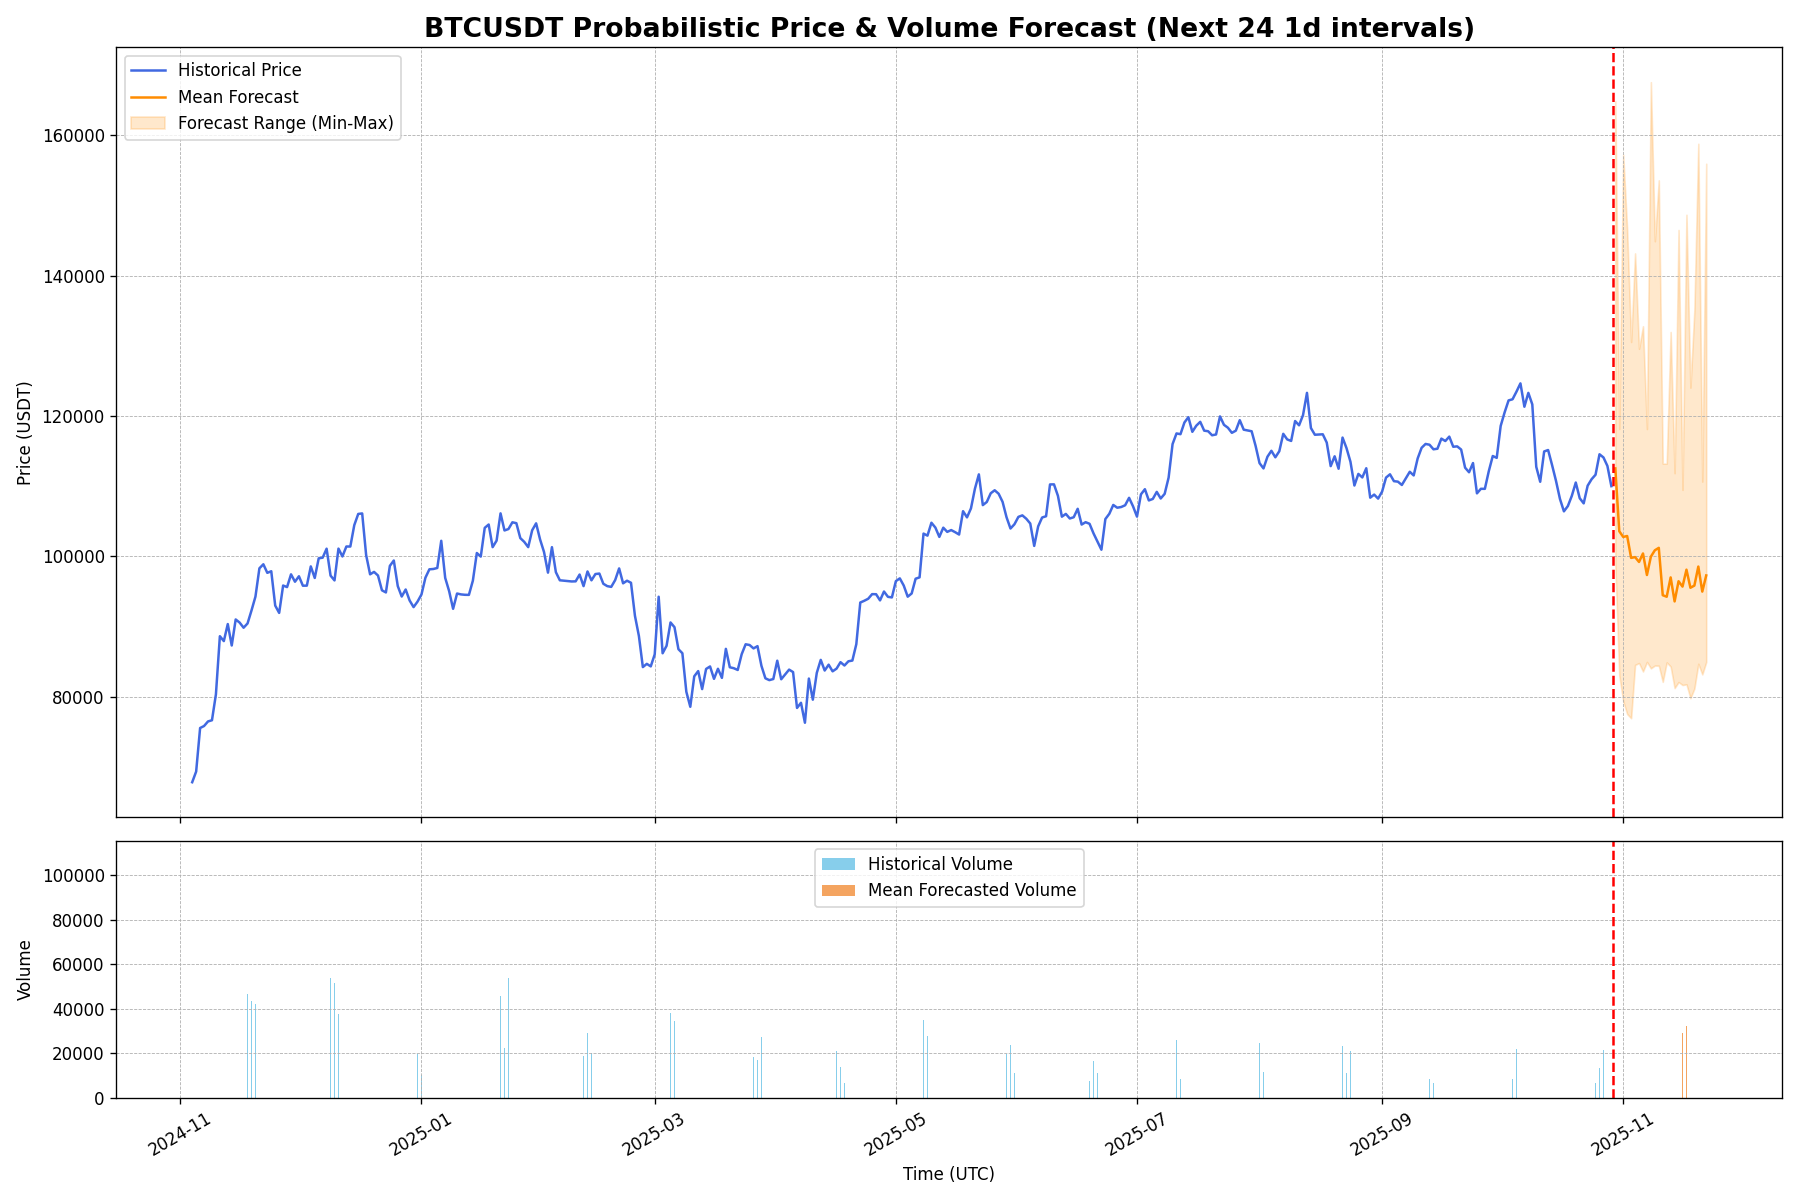 BTCUSDT Probabilistic Price & Volume Forecast (Next 24 1d intervals)
Historical Price
Mean Forecast
Forecast Range (Min-Max)
Price (USDT)
160000
140000
120000
100000
80000
Historical Volume
Mean Forecasted Volume
Volume
100000
80000
60000
40000
20000
0
2024-11
2025-01
2025-03
2025-05
2025-07
2025-09
2025-11
Time (UTC)